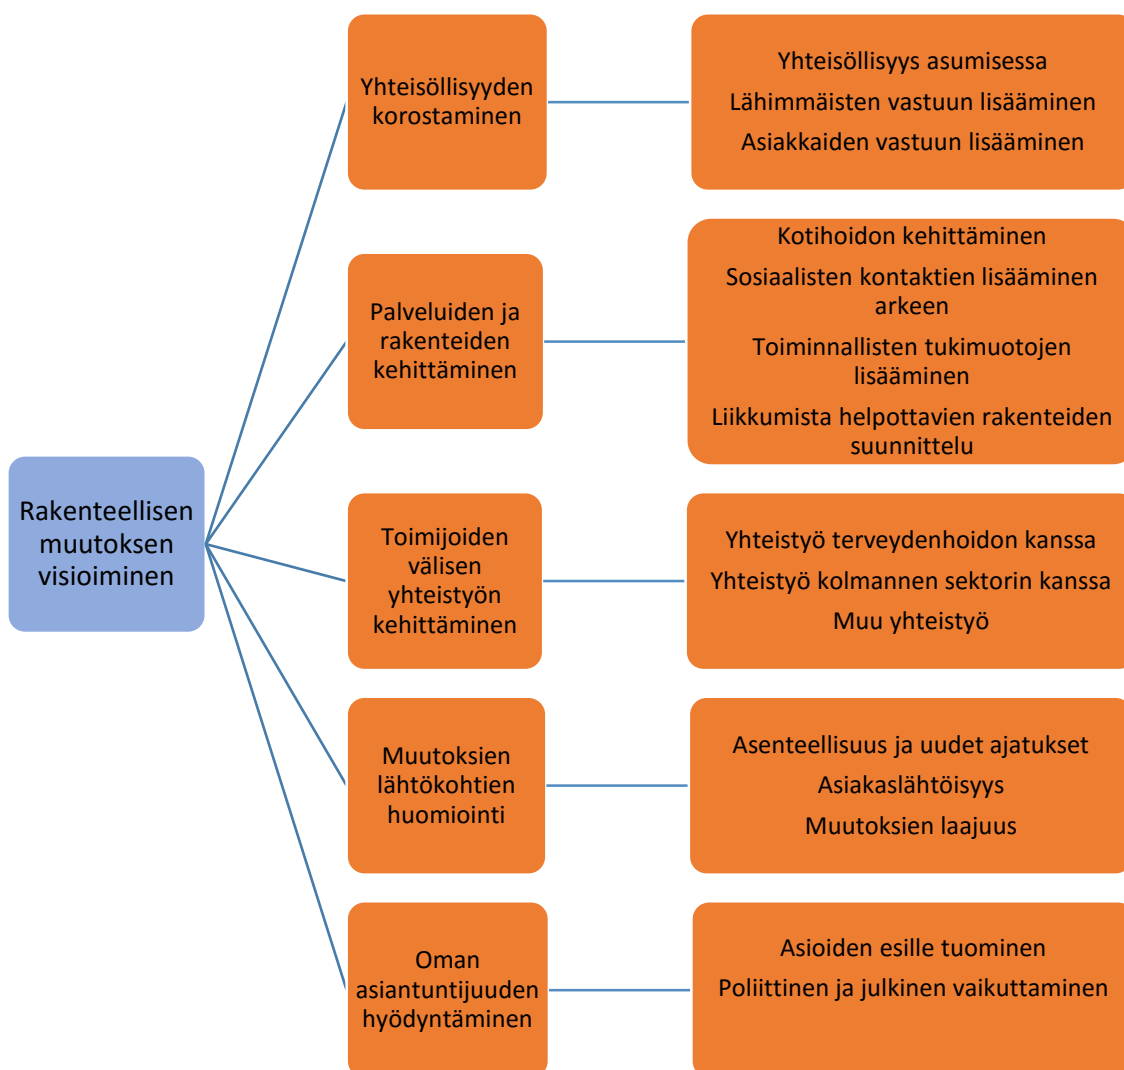 Rakenteellisen
muutoksen
visioiminen
Yhteisöllisyyden
korostaminen
Yhteisöllisyys asumisessa
Lähimmäisten vastuun lisääminen
Asiakkaiden vastuun lisääminen
Palveluiden ja
rakenteiden
kehittäminen
Kotihoidon kehittäminen
Sosiaalisten kontaktien lisääminen
arkeen
Toiminnallisten tukimuotojen
lisääminen
Liikkumista helpottavien rakenteiden
suunnittelu
Toimijoiden
välisen
yhteistyön
kehittäminen
Yhteistyö terveydenhoidon kanssa
Yhteistyö kolmannen sektorin kanssa
Muu yhteistyö
Muutoksien
lähtökohtien
huomiointi
Asenteellisuus ja uudet ajatukset
Asiakaslähtöisyys
Muutoksien laajuus
Oman
asiantuntijuuden
hyödyntäminen
Asioiden esille tuominen
Poliittinen ja julkinen vaikuttaminen